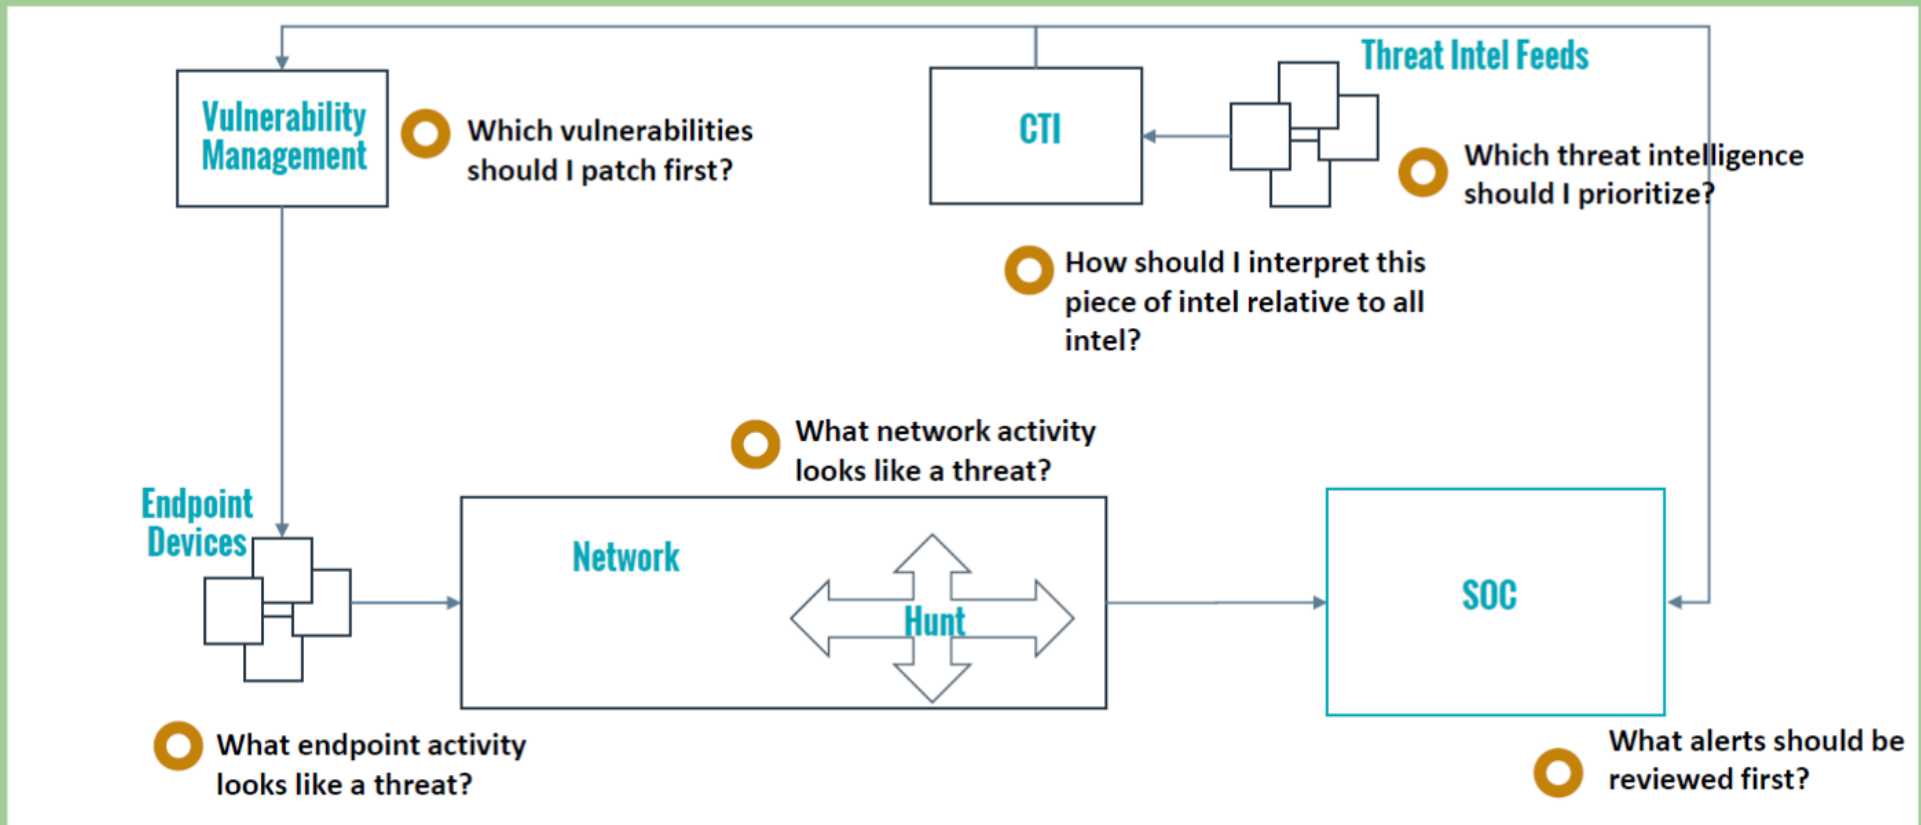 Threat Intel Feeds
Vulnerability
Management
Which vulnerabilities
should I patch first?
CTI
Which threat intelligence
should I prioritize?
How should I interpret this
piece of intel relative to all
intel?
What network activity
looks like a threat?
Endpoint
Devices
Network
Hunt
SOC
What endpoint activity
looks like a threat?
What alerts should be
reviewed first?